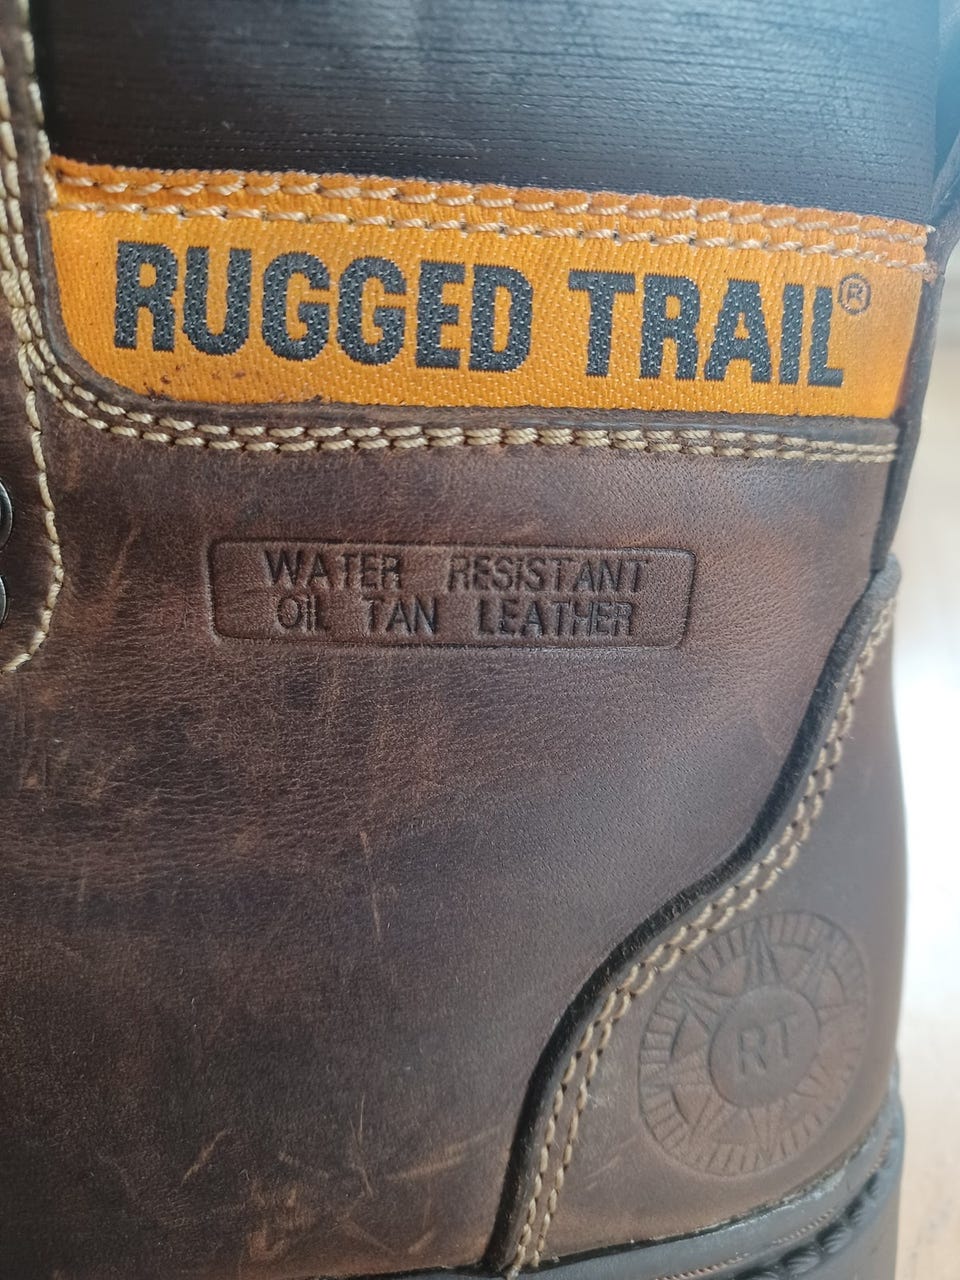 RUGGED TRAIL®
WATER RESISTANT
OIL TAN LEATHER
RT